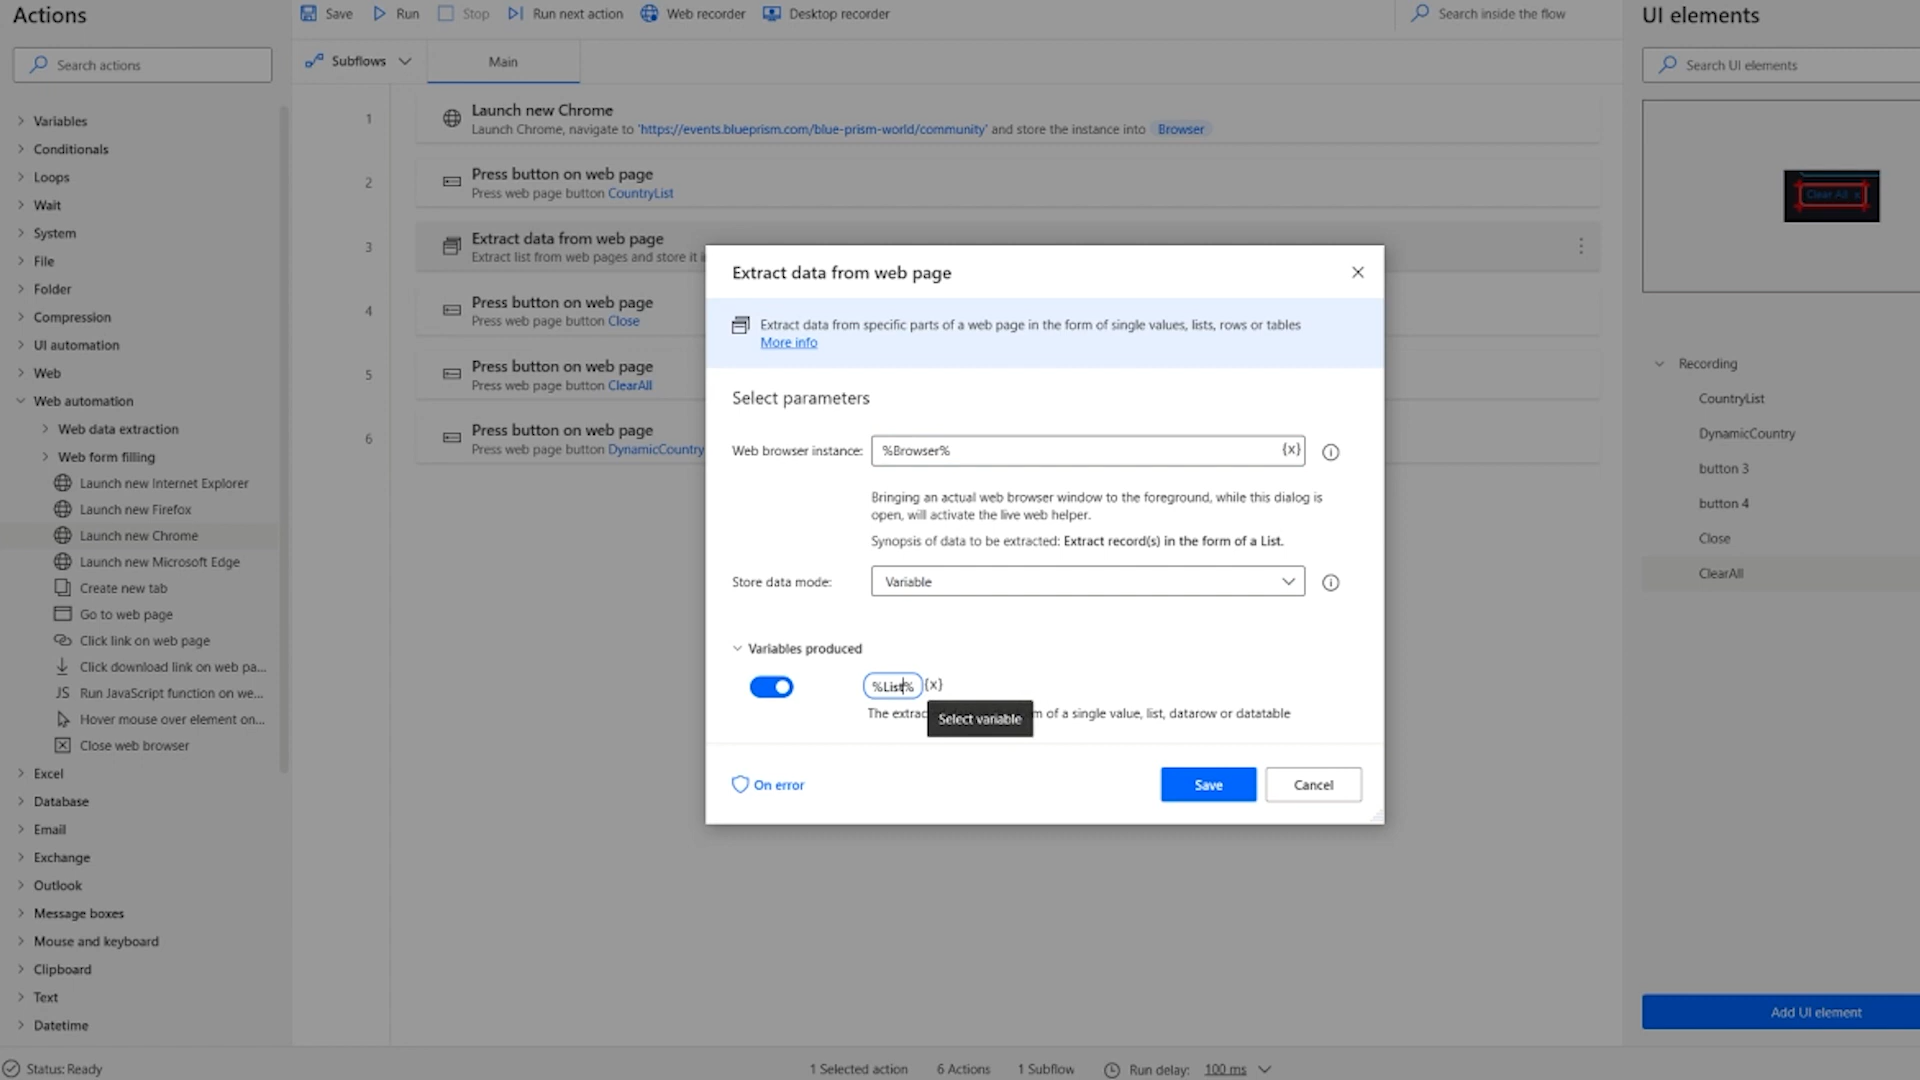 Actions
Save
Run
Stop
Run next action
Web recorder
Desktop recorder
Search inside the flow
UI elements
Search actions
Subflows
Main
Search UI elements
Variables
Conditionals
Loops
Wait
System
File
Folder
Compression
UI automation
Web
Web automation
Web data extraction
Web form filling
Launch new Internet Explorer
Launch new Firefox
Launch new Chrome
Launch new Microsoft Edge
Create new tab
Go to web page
Click link on web page
Click download link on web pa...
JS Run JavaScript function on we...
Hover mouse over element on...
Close web browser
Excel
Database
Email
Exchange
Outlook
Message boxes
Mouse and keyboard
Clipboard
Text
Datetime
1
Launch new Chrome
Launch Chrome, navigate to 'https://events.blueprism.com/blue-prism-world/community' and store the instance into Browser
2
Press button on web page
Press web page button CountryList
3
Extract data from web page
Extract list from web pages and store it i
4
Press button on web page
Press web page button Close
5
Press button on web page
Press web page button ClearAll
6
Press button on web page
Press web page button DynamicCountry
Extract data from web page
Extract data from specific parts of a web page in the form of single values, lists, rows or tables
More info
Select parameters
Web browser instance: %Browser% {x}
Bringing an actual web browser window to the foreground, while this dialog is
open, will activate the live web helper.
Synopsis of data to be extracted: Extract record(s) in the form of a List.
Store data mode: Variable
Variables produced
%List% {x}
The extrac
m of a single value, list, datarow or datatable
Select variable
On error
Save
Cancel
Clear All x
Recording
CountryList
DynamicCountry
button 3
button 4
Close
ClearAll
Add UI element
Status: Ready
1 Selected action
6 Actions
1 Subflow
Run delay: 100 ms